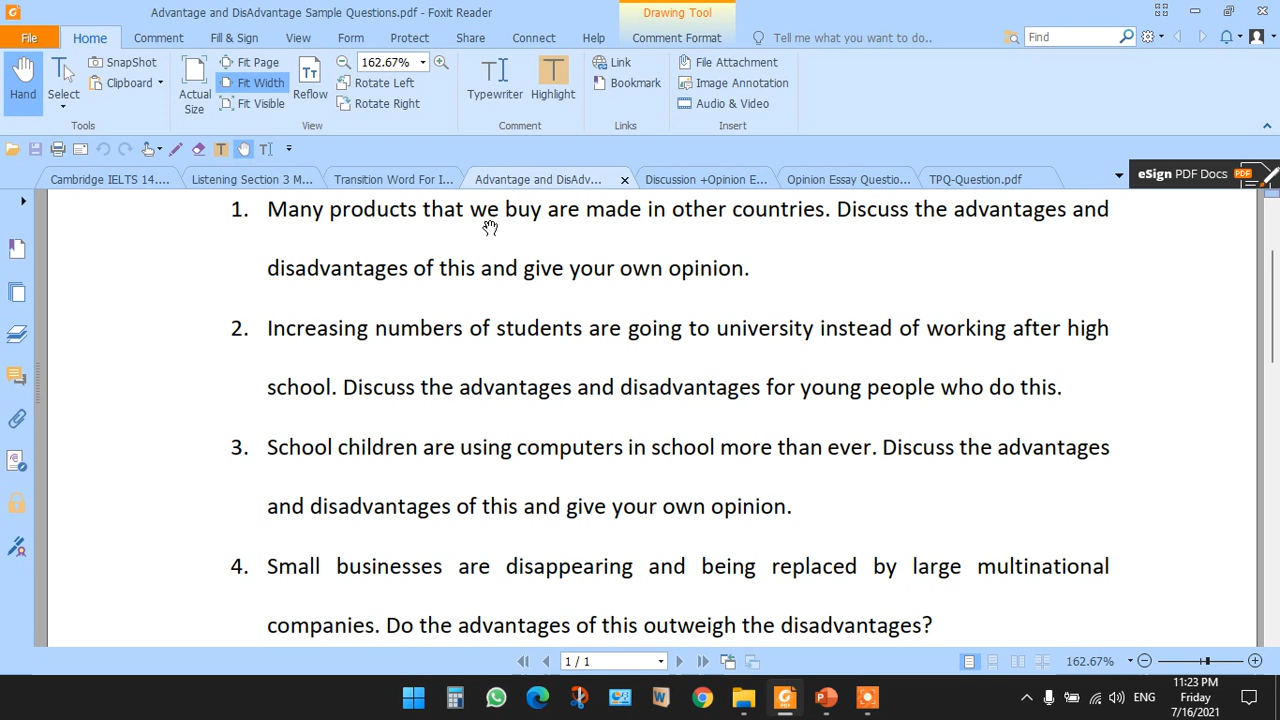 Advantage and DisAdvantage Sample Questions.pdf - Foxit Reader
Drawing Tool
File Home Comment Fill & Sign View Form Protect Share Connect Help Comment Format Tell me what you want to do.. Find
Hand
Select
SnapShot
Clipboard
Actual Size
Fit Page
Fit Width
Fit Visible
Reflow
162.67%
Rotate Left
Rotate Right
Typewriter
Highlight
Link
Bookmark
File Attachment
Image Annotation
Audio & Video
Tools View Comment Links Insert
Cambridge IELTS 14.... Listening Section 3 M... Transition Word For I... Advantage and DisAdv... Discussion +Opinion E... Opinion Essay Questio... TPQ-Question.pdf eSign PDF Docs PDF
1. Many products that we buy are made in other countries. Discuss the advantages and
disadvantages of this and give your own opinion.
2. Increasing numbers of students are going to university instead of working after high
school. Discuss the advantages and disadvantages for young people who do this.
3. School children are using computers in school more than ever. Discuss the advantages
and disadvantages of this and give your own opinion.
4. Small businesses are disappearing and being replaced by large multinational
companies. Do the advantages of this outweigh the disadvantages?
1 / 1 162.67%
ENG
11:23 PM
Friday
7/16/2021